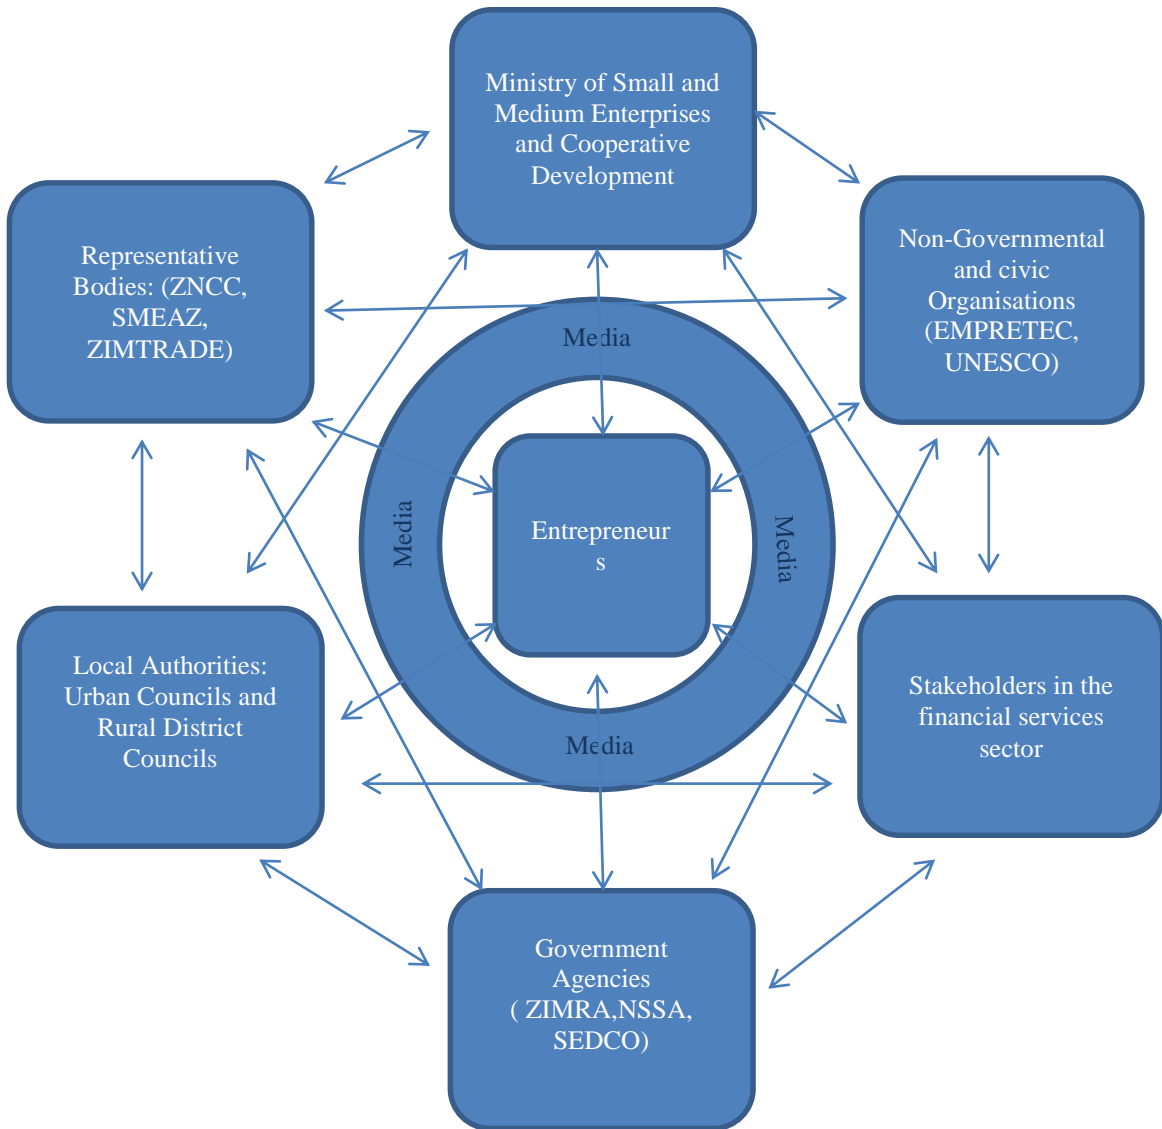 Ministry of Small and
Medium Enterprises
and Cooperative
Development
Representative
Bodies: (ZNCC,
SMEAZ,
ZIMTRADE)
Non-Governmental
and civic
Organisations
(EMPRETEC,
UNESCO)
Media
Media
Entrepreneur
s
Media
Media
Local Authorities:
Urban Councils and
Rural District
Councils
Stakeholders in the
financial services
sector
Government
Agencies
( ZIMRA,NSSA,
SEDCO)